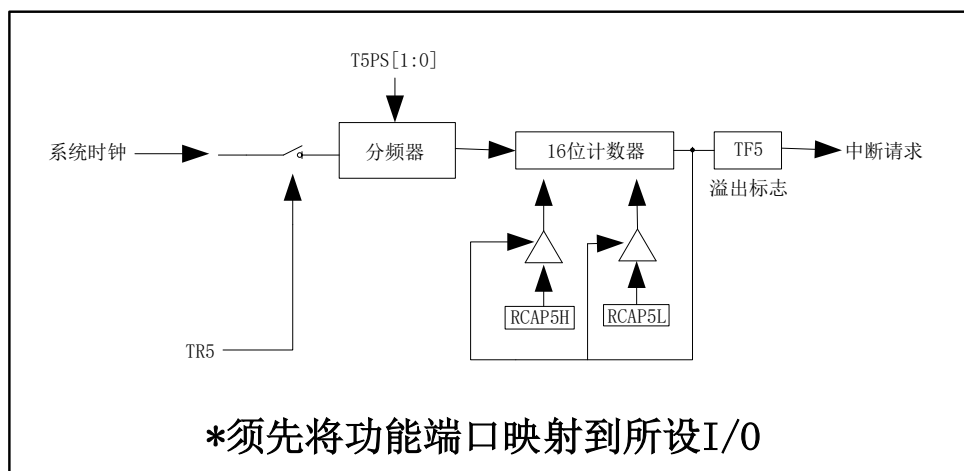 T5PS[1:0]
系统时钟
分频器
16位计数器
TF5
中断请求
溢出标志
RCAP5H
RCAP5L
TR5
*须先将功能端口映射到所设I/O